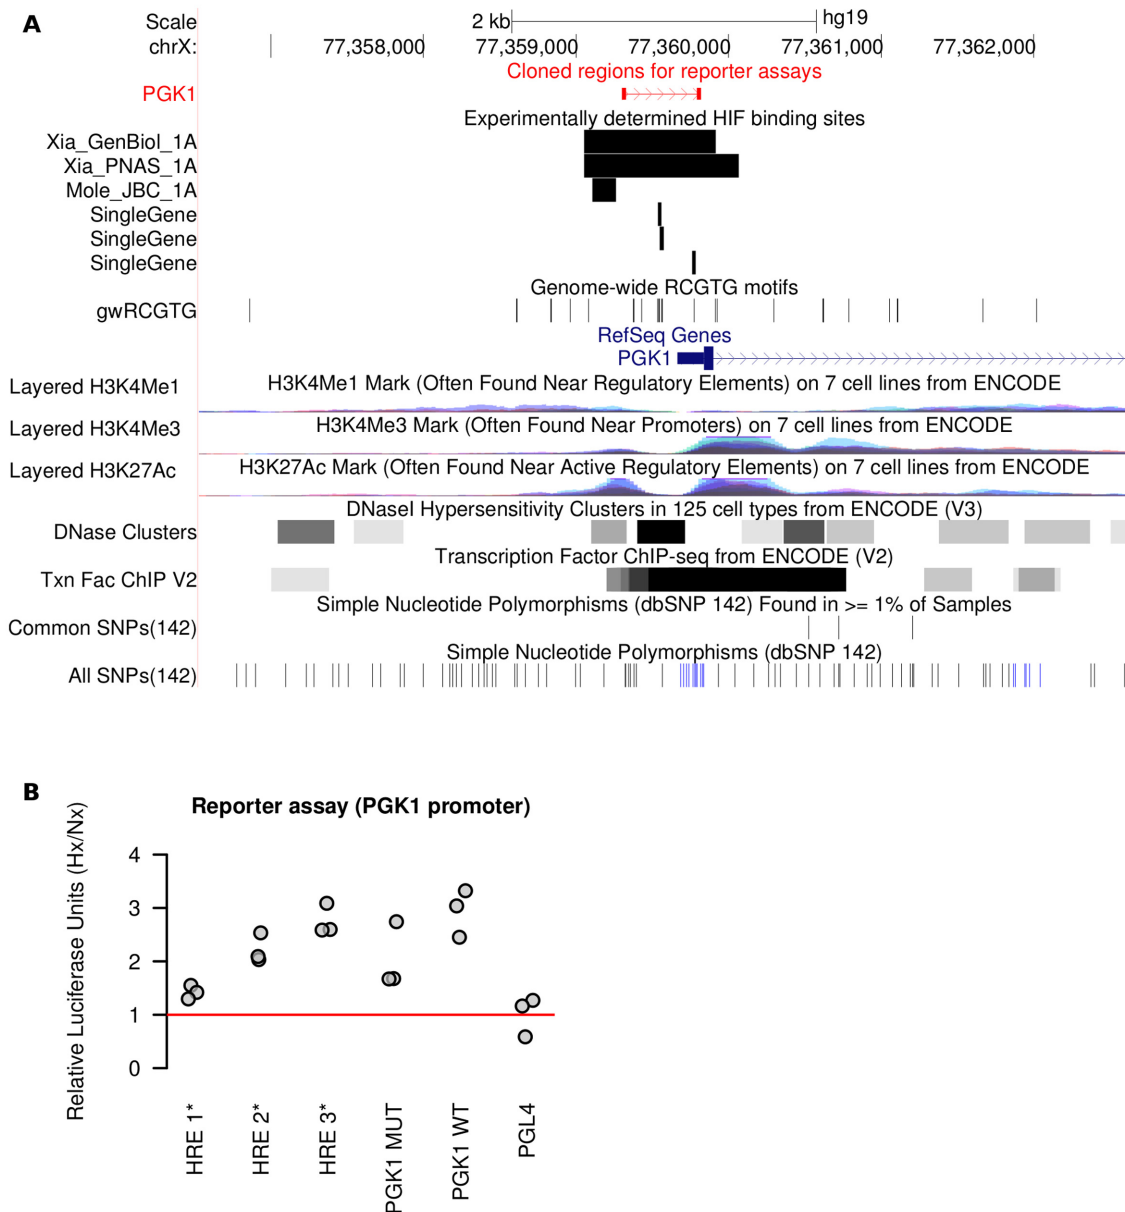 A
Scale 2 kb hg19
chrX: 77,358,000 77,359,000 77,360,000 77,361,000 77,362,000
Cloned regions for reporter assays
PGK1
Experimentally determined HIF binding sites
Xia_GenBiol_1A
Xia_PNAS_1A
Mole_JBC_1A
SingleGene
SingleGene
SingleGene
Genome-wide RCGTG motifs
gwRCGTG
RefSeq Genes
PGK1
H3K4Me1 Mark (Often Found Near Regulatory Elements) on 7 cell lines from ENCODE
Layered H3K4Me1
H3K4Me3 Mark (Often Found Near Promoters) on 7 cell lines from ENCODE
Layered H3K4Me3
H3K27Ac Mark (Often Found Near Active Regulatory Elements) on 7 cell lines from ENCODE
Layered H3K27Ac
DNaseI Hypersensitivity Clusters in 125 cell types from ENCODE (V3)
DNase Clusters
Transcription Factor ChIP-seq from ENCODE (V2)
Txn Fac ChIP V2
Simple Nucleotide Polymorphisms (dbSNP 142) Found in >= 1% of Samples
Common SNPs(142)
Simple Nucleotide Polymorphisms (dbSNP 142)
All SNPs(142)
B
Reporter assay (PGK1 promoter)
Relative Luciferase Units (Hx/Nx)
4
3
2
1
0
HRE 1*
HRE 2*
HRE 3*
PGK1 MUT
PGK1 WT
PGL4